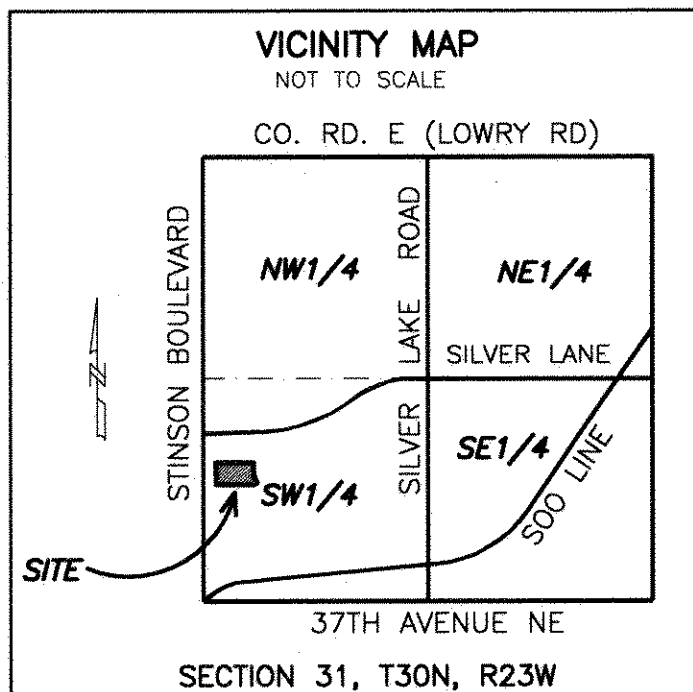 VICINITY MAP
NOT TO SCALE
CO. RD. E (LOWRY RD)
STINSON BOULEVARD
NW1/4
SILVER LAKE ROAD
NE1/4
N
SILVER LANE
SW1/4
SE1/4
SOO LINE
SITE
37TH AVENUE NE
SECTION 31, T30N, R23W